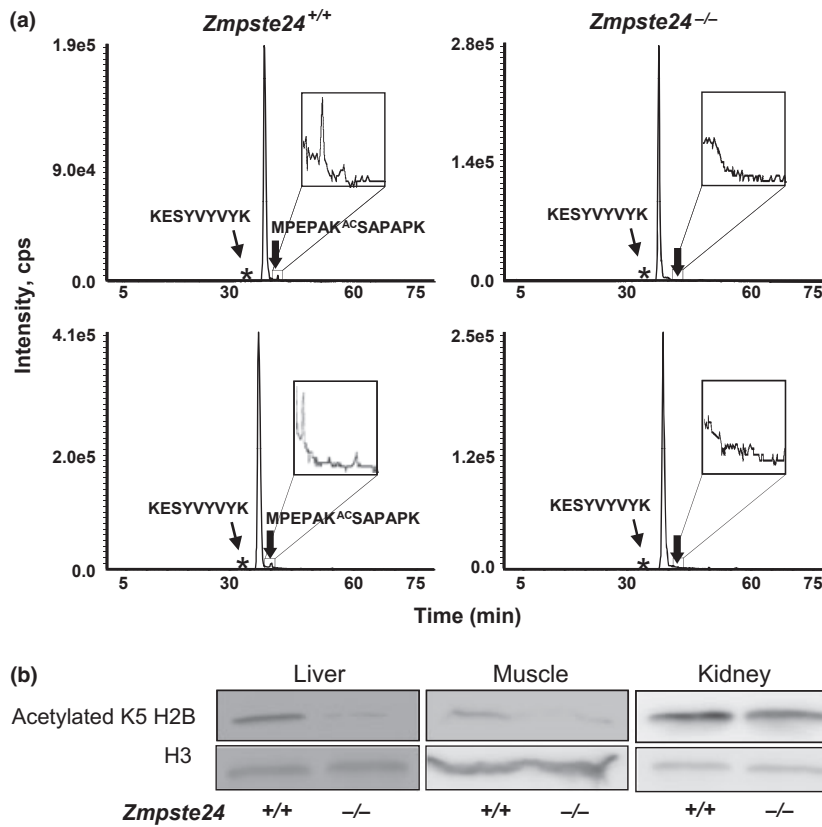 (a)
Zmpste24+/+
Zmpste24–/–
Intensity, cps
1.9e5
9.0e4
0.0
KESYVYVYK
*
MPEPAKACSAPAPK
5 30 60 75
2.8e5
1.4e5
0.0
KESYVYVYK
*
5 30 60 75
4.1e5
2.0e5
0.0
KESYVYVYK
*
MPEPAKACSAPAPK
5 30 60 75
2.5e5
1.2e5
0.0
KESYVYVYK
*
5 30 60 75
Time (min)
(b)
Liver Muscle Kidney
Acetylated K5 H2B
H3
Zmpste24 +/+ –/– +/+ –/– +/+ –/–